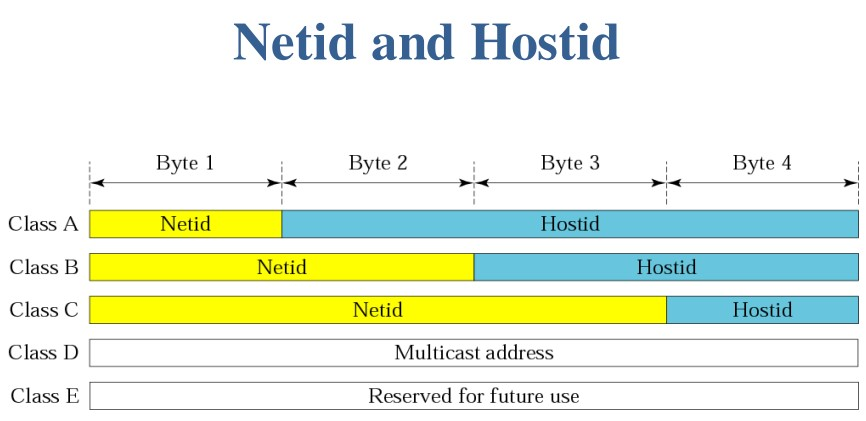 Netid and Hostid
Byte 1 Byte 2 Byte 3 Byte 4
Class A Netid Hostid
Class B Netid Hostid
Class C Netid Hostid
Class D Multicast address
Class E Reserved for future use